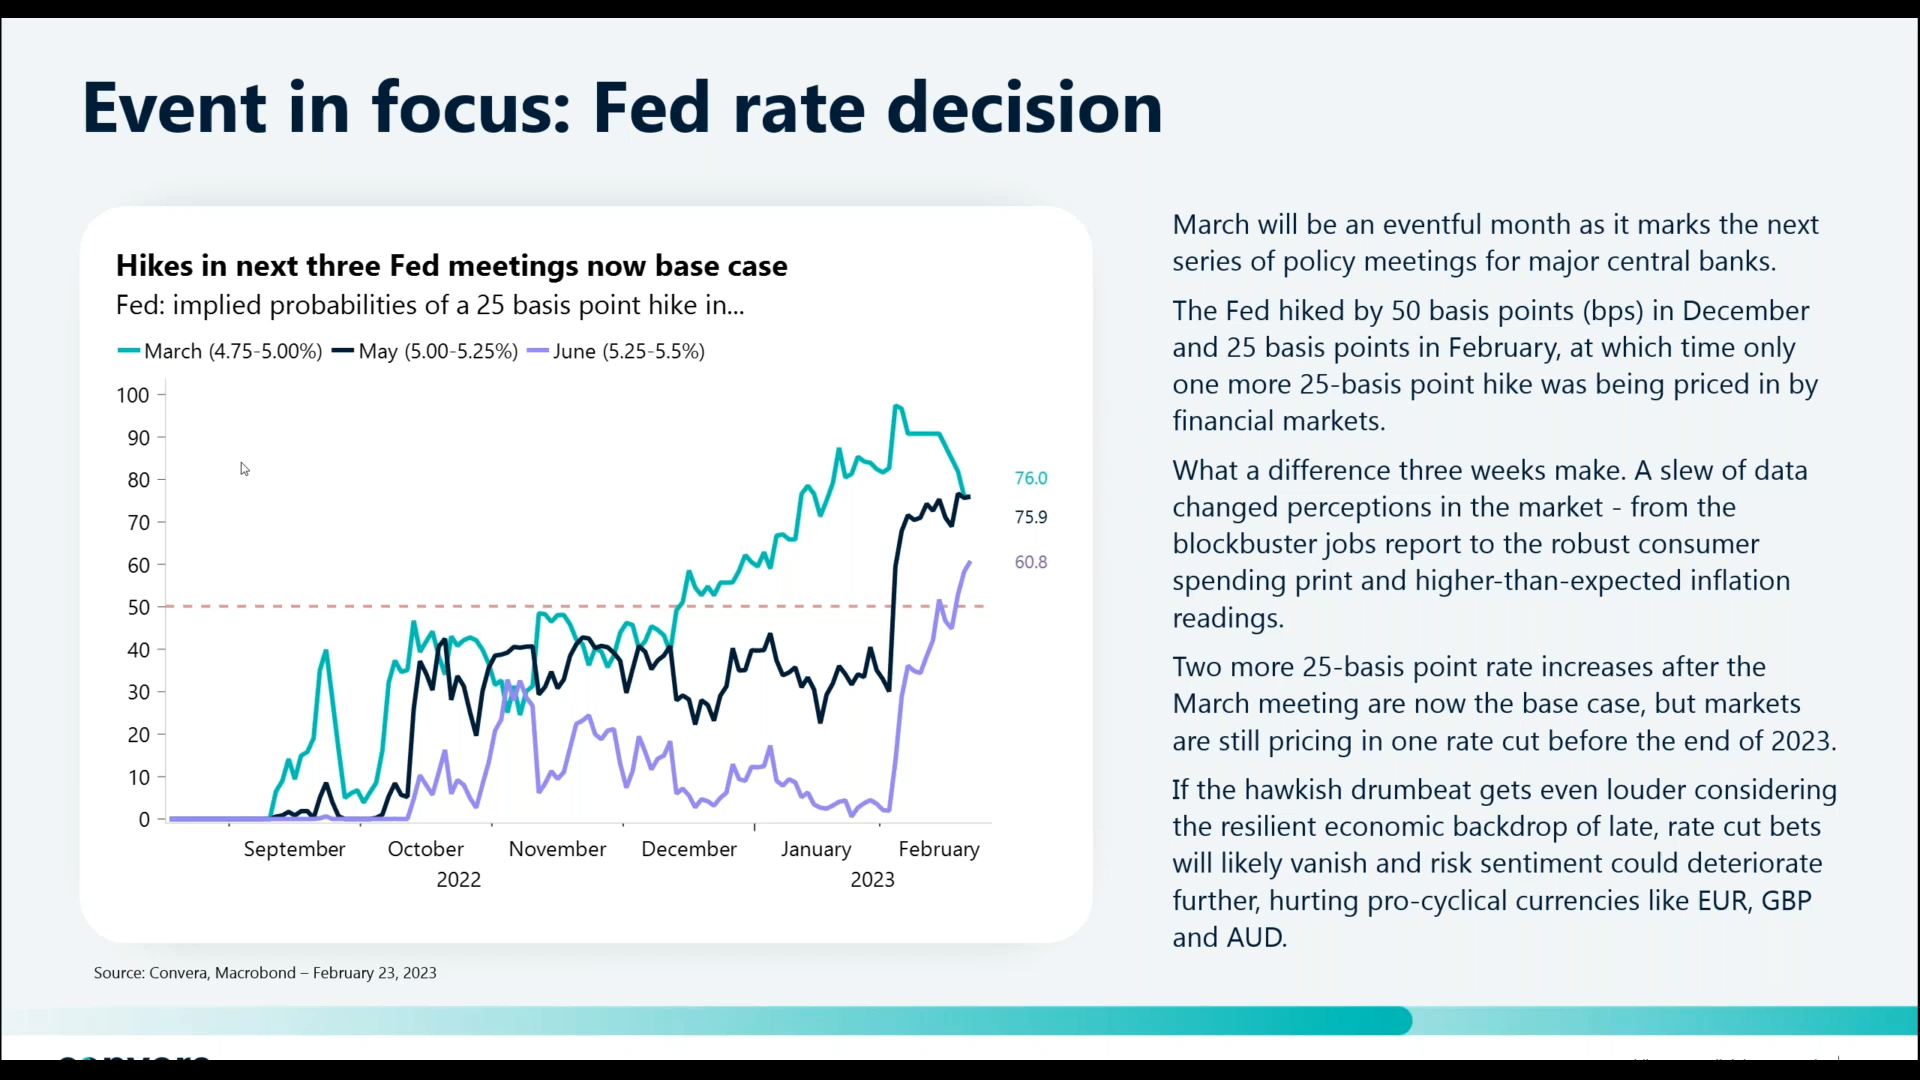 Event in focus: Fed rate decision
Hikes in next three Fed meetings now base case
Fed: implied probabilities of a 25 basis point hike in...
March (4.75-5.00%) May (5.00-5.25%) June (5.25-5.5%)
100
90
80
70
60
50
40
30
20
10
0
76.0
75.9
60.8
September October November December January February
2022 2023
Source: Convera, Macrobond – February 23, 2023
March will be an eventful month as it marks the next
series of policy meetings for major central banks.
The Fed hiked by 50 basis points (bps) in December
and 25 basis points in February, at which time only
one more 25-basis point hike was being priced in by
financial markets.
What a difference three weeks make. A slew of data
changed perceptions in the market - from the
blockbuster jobs report to the robust consumer
spending print and higher-than-expected inflation
readings.
Two more 25-basis point rate increases after the
March meeting are now the base case, but markets
are still pricing in one rate cut before the end of 2023.
If the hawkish drumbeat gets even louder considering
the resilient economic backdrop of late, rate cut bets
will likely vanish and risk sentiment could deteriorate
further, hurting pro-cyclical currencies like EUR, GBP
and AUD.